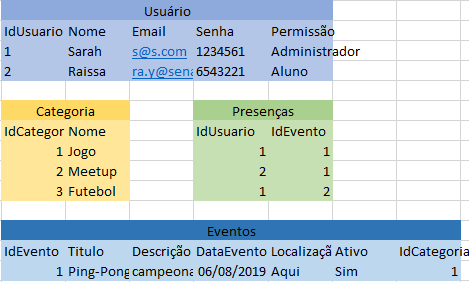 Usuário
IdUsuario Nome Email Senha Permissão
1 Sarah s@s.com 1234561 Administrador
2 Raissa ra.y@sena 6543221 Aluno
Categoria Presenças
IdCategor Nome IdUsuario IdEvento
1 Jogo 1 1
2 Meetup 2 1
3 Futebol 1 2
Eventos
IdEvento Titulo Descrição DataEvento Localizaçã Ativo IdCategoria
1 Ping-Pong campeona 06/08/2019 Aqui Sim 1